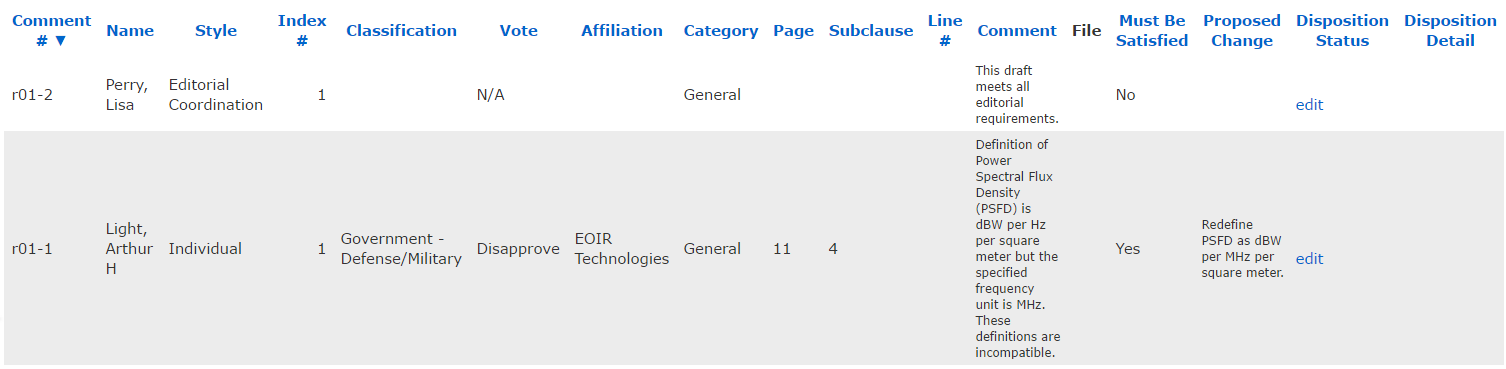 Comment # ▼ Name Style Index # Classification Vote Affiliation Category Page Subclause Line # Comment File Must Be Satisfied Proposed Change Disposition Status Disposition Detail
r01-2 Perry, Lisa Editorial Coordination 1 N/A General This draft meets all editorial requirements. No edit
r01-1 Light, Arthur H Individual 1 Government - Defense/Military Disapprove EOIR Technologies General 11 4 Definition of Power Spectral Flux Density (PSFD) is dBW per Hz per square meter but the specified frequency unit is MHz. These definitions are incompatible. Yes Redefine PSFD as dBW per MHz per square meter. edit